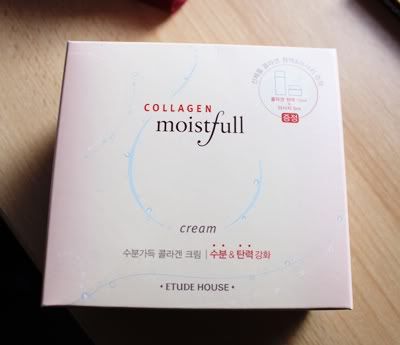 COLLAGEN
moistfull
증정
cream
수분가득 콜라겐 크림 | 수분 & 탄력 강화
• ETUDE HOUSE •